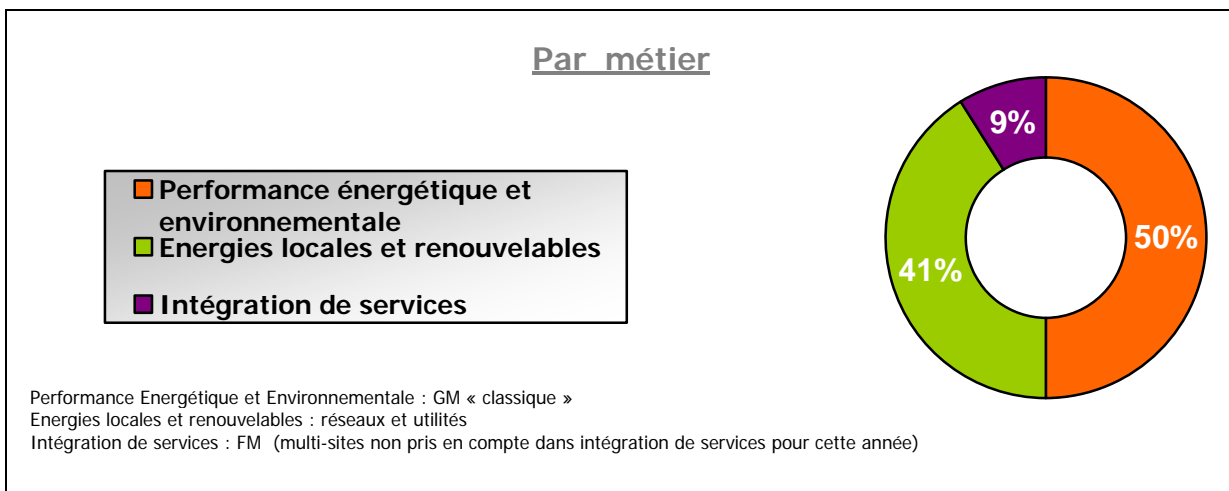 Par métier
Performance énergétique et
environnementale
Energies locales et renouvelables
Intégration de services
9%
50%
41%
Performance Energétique et Environnementale : GM « classique »
Energies locales et renouvelables : réseaux et utilités
Intégration de services : FM (multi-sites non pris en compte dans intégration de services pour cette année)